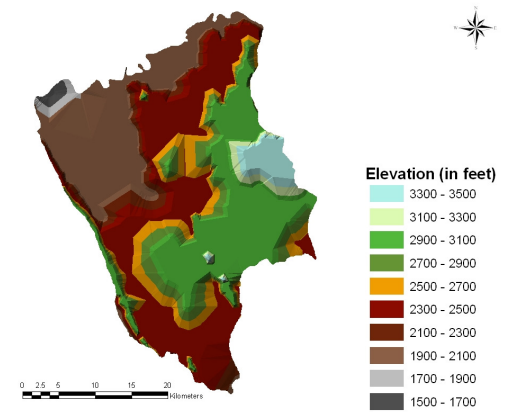 N
W
E
S
Elevation (in feet)
3300 - 3500
3100 - 3300
2900 - 3100
2700 - 2900
2500 - 2700
2300 - 2500
2100 - 2300
1900 - 2100
1700 - 1900
1500 - 1700
0 2.5 5 10 15 20
Kilometers